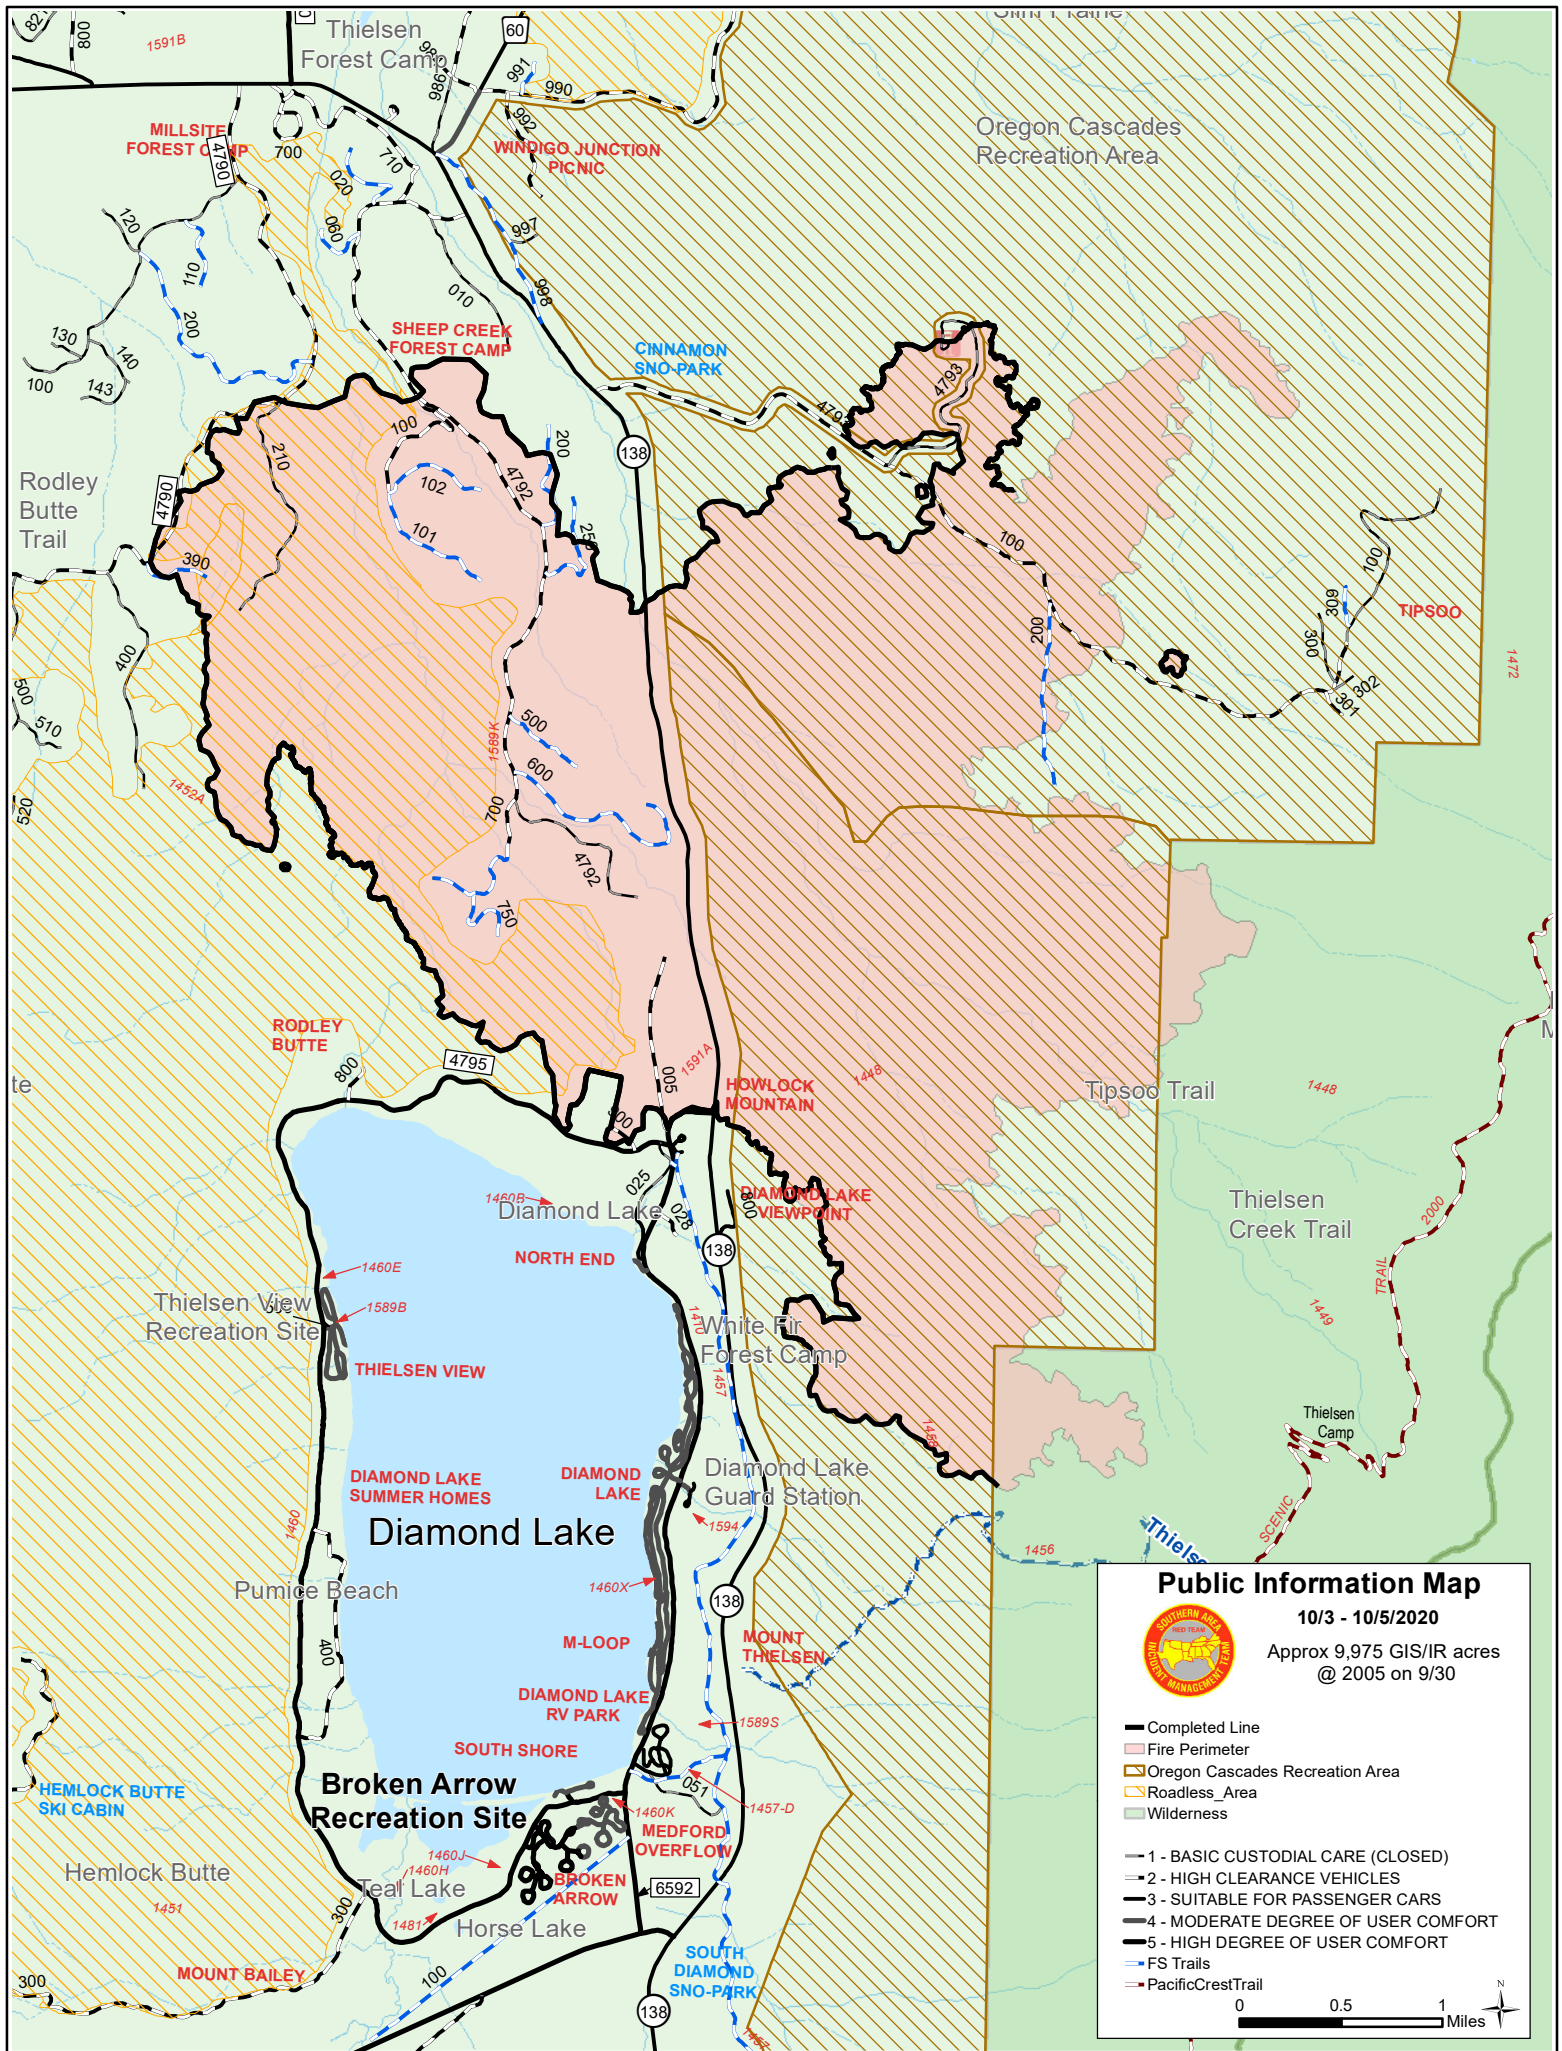 Thielsen
Forest Camp
60
821
800
1591B
986
991
990
992
MILLSITE
4790
700
710
020
060
WINDIGO JUNCTION
PICNIC
Oregon Cascades
Recreation Area
120
110
200
997
998
010
130
140
143
100
SHEEP CREEK
FOREST CAMP
CINNAMON
SNO-PARK
4793
100
210
138
200
102
4792
101
Rodley
Butte
Trail
4790
390
100
100
309
300
302
301
TIPSOO
1472
200
400
500
510
520
1452A
1589K
500
600
700
4792
750
RODLEY
BUTTE
800
4795
005
1591A
HOWLOCK
MOUNTAIN
1448
Tipsoo Trail
1448
025
028
1460B
Diamond Lake
NORTH END
138
800
DIAMOND LAKE
VIEWPOINT
Thielsen
Creek Trail
2000
TRAIL
1449
1460E
Thielsen View
Recreation Site
1589B
THIELSEN VIEW
1470
White Fir
Forest Camp
1457
1458
Thielsen
Camp
SCENIC
DIAMOND LAKE
SUMMER HOMES
DIAMOND
LAKE
Diamond Lake
Guard Station
1594
Diamond Lake
1460
1456
Pumice Beach
1460X
138
400
M-LOOP
MOUNT
THIELSEN
DIAMOND LAKE
RV PARK
1589S
SOUTH SHORE
051
1457-D
HEMLOCK BUTTE
SKI CABIN
Broken Arrow
Recreation Site
1460K
MEDFORD
OVERFLOW
1460J
1460H
Hemlock Butte
Teal Lake
BROKEN
ARROW
6592
1451
300
1481
Horse Lake
MOUNT BAILEY
300
100
SOUTH
DIAMOND
SNO-PARK
138
1457
Public Information Map
10/3 - 10/5/2020
Approx 9,975 GIS/IR acres
@ 2005 on 9/30
SOUTHERN AREA
RED TEAM
INCIDENT MANAGEMENT TEAM
Completed Line
Fire Perimeter
Oregon Cascades Recreation Area
Roadless_Area
Wilderness
1 - BASIC CUSTODIAL CARE (CLOSED)
2 - HIGH CLEARANCE VEHICLES
3 - SUITABLE FOR PASSENGER CARS
4 - MODERATE DEGREE OF USER COMFORT
5 - HIGH DEGREE OF USER COMFORT
FS Trails
PacificCrestTrail
0 0.5 1
Miles
N